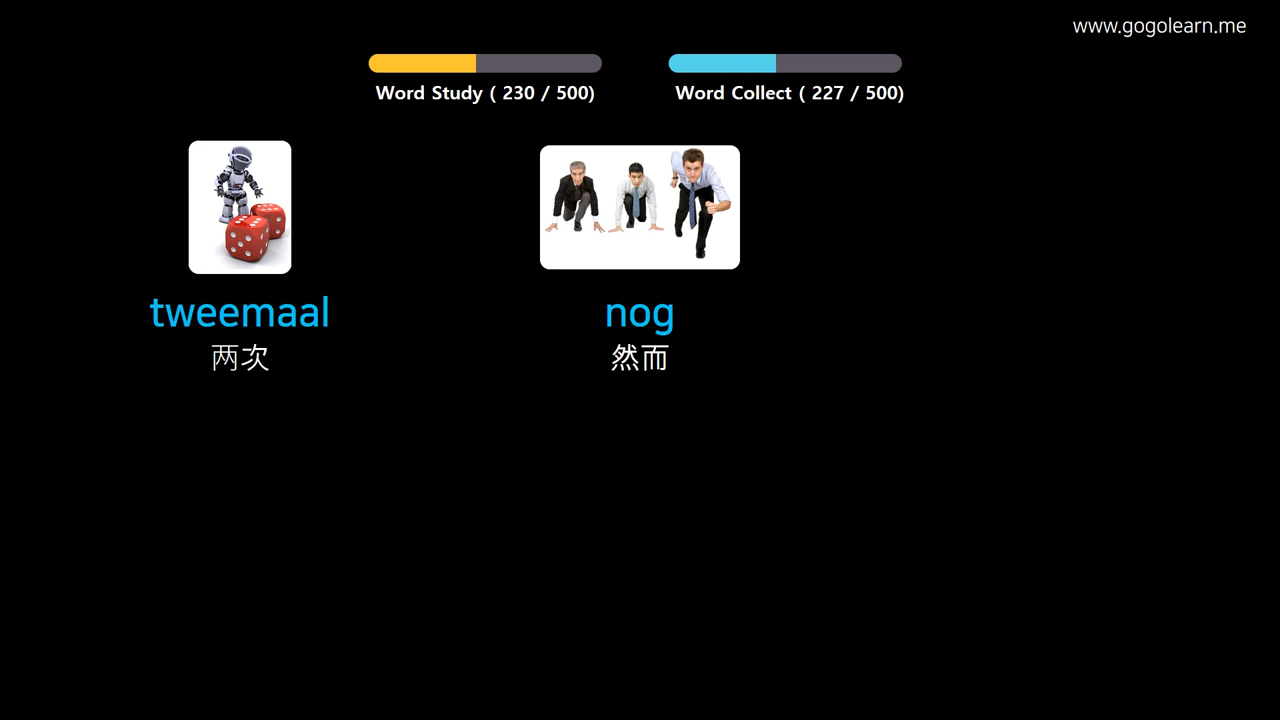 www.gogolearn.me
Word Study ( 230 / 500)
Word Collect ( 227 / 500)
tweemaal
两次
nog
然而